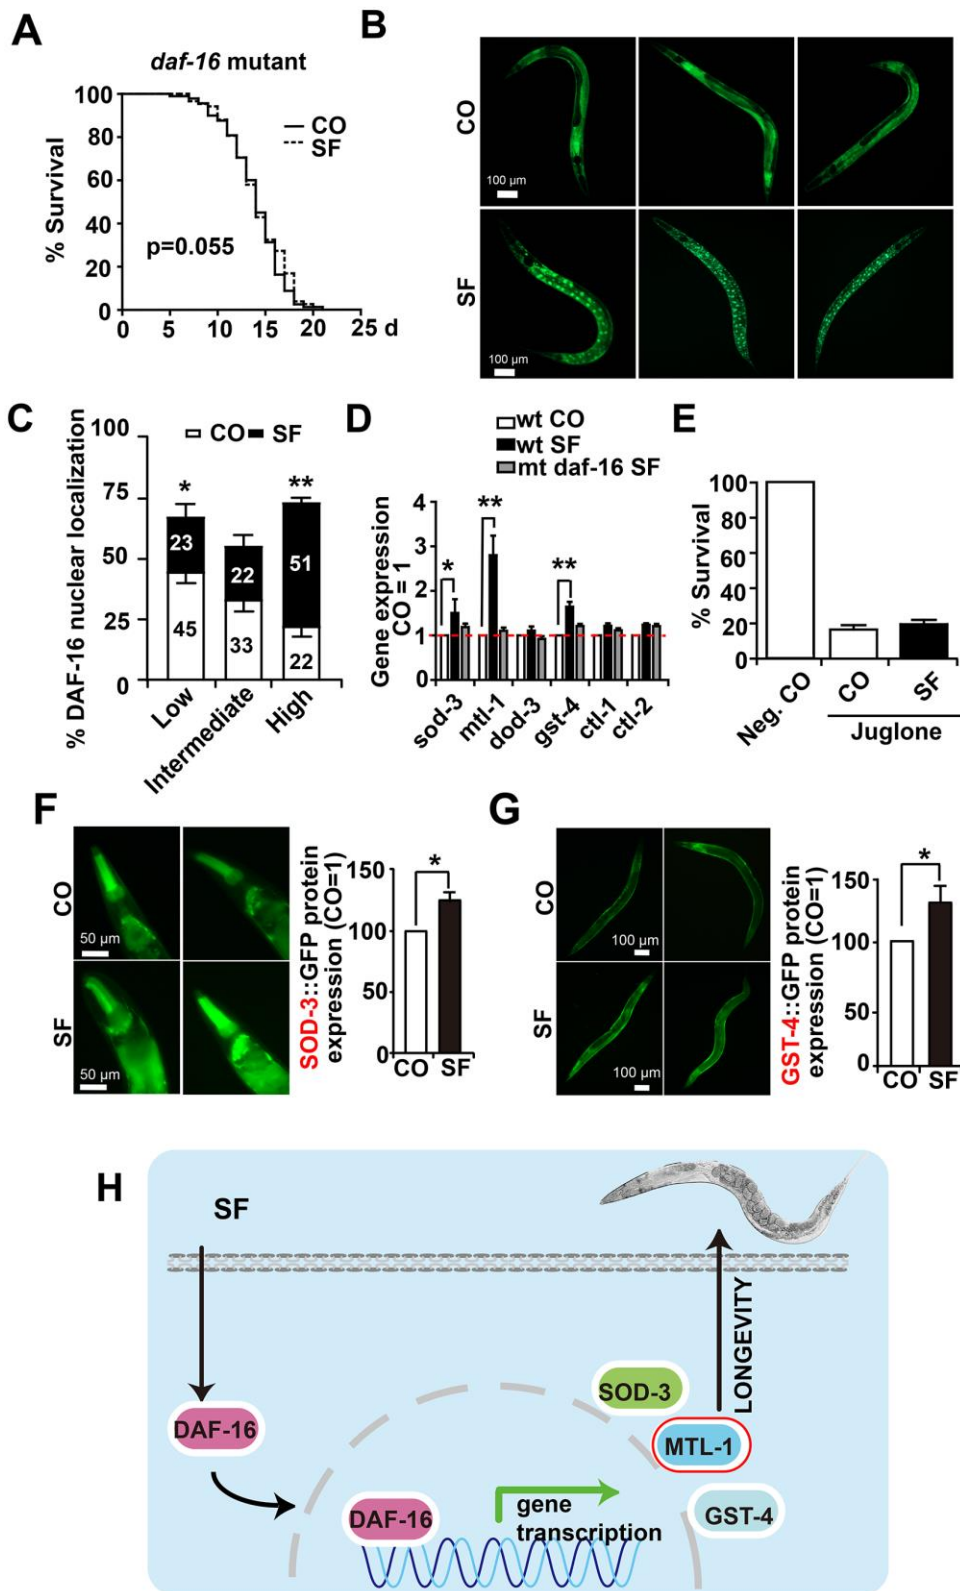 A
daf-16 mutant
% Survival
100
80
60
40
20
0
CO
SF
p=0.055
0 5 10 15 20 25 d
B
CO
SF
100 µm
100 µm
C
% DAF-16 nuclear localization
100
75
50
25
0
CO SF
*
**
23
22
51
45
33
22
Low
Intermediate
High
D
wt CO
wt SF
mt daf-16 SF
Gene expression
CO = 1
4
3
2
1
0
*
**
**
sod-3
mtl-1
dod-3
gst-4
ctl-1
ctl-2
E
% Survival
100
80
60
40
20
0
Neg. CO
CO
SF
Juglone
F
CO
SF
50 µm
50 µm
SOD-3::GFP protein
expression (CO=1)
150
100
50
0
*
CO SF
G
CO
SF
100 µm
100 µm
GST-4::GFP protein
expression (CO=1)
150
100
50
0
*
CO SF
H
SF
DAF-16
DAF-16
gene
transcription
SOD-3
MTL-1
GST-4
LONGEVITY